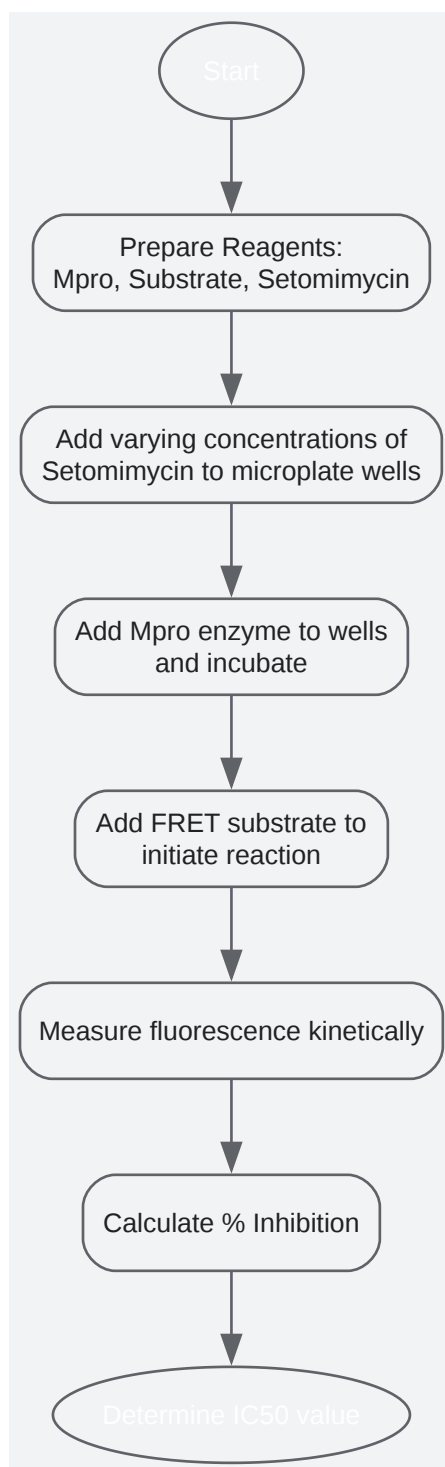 Start
Prepare Reagents:
Mpro, Substrate, Setomimycin
Add varying concentrations of
Setomimycin to microplate wells
Add Mpro enzyme to wells
and incubate
Add FRET substrate to
initiate reaction
Measure fluorescence kinetically
Calculate % Inhibition
Determine IC50 value